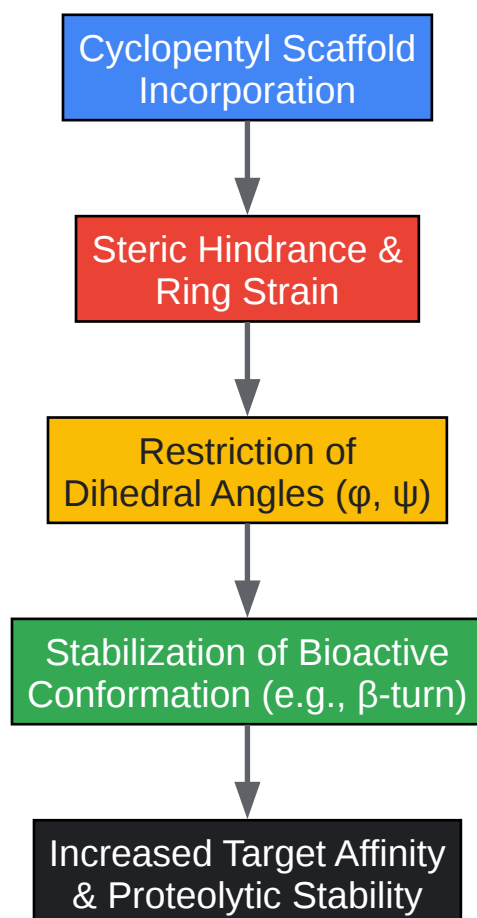 Cyclopentyl Scaffold
Incorporation
Steric Hindrance &
Ring Strain
Restriction of
Dihedral Angles (φ, ψ)
Stabilization of Bioactive
Conformation (e.g., β-turn)
Increased Target Affinity
& Proteolytic Stability